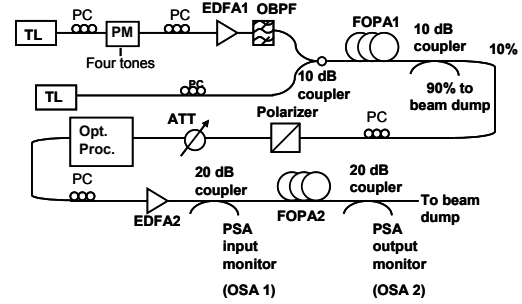 PC
PC
EDFA1
OBPF
TL
PM
Four tones
FOPA1
10 dB
coupler
10%
TL
PC
10 dB
coupler
90% to
beam dump
Opt.
Proc.
ATT
Polarizer
PC
PC
EDFA2
20 dB
coupler
FOPA2
20 dB
coupler
To beam
dump
PSA
input
monitor
(OSA 1)
PSA
output
monitor
(OSA 2)